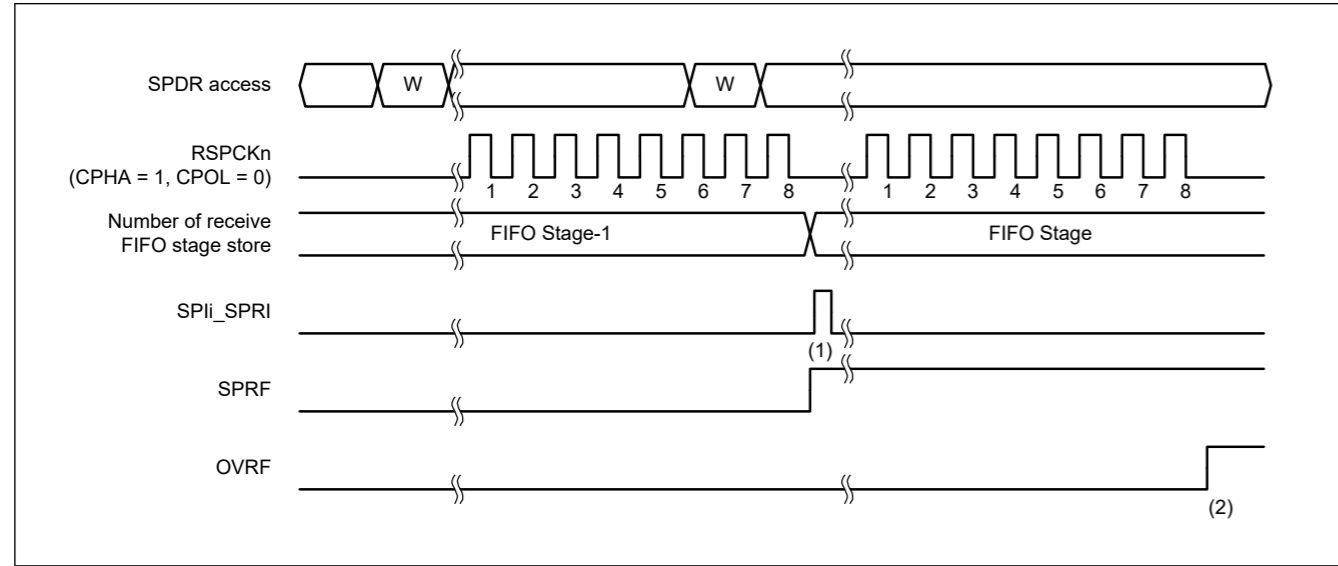 SPDR access
W
W
RSPCKn
(CPHA = 1, CPOL = 0)
1 2 3 4 5 6 7 8
1 2 3 4 5 6 7 8
Number of receive
FIFO stage store
FIFO Stage-1
FIFO Stage
SPIi_SPRI
(1)
SPRF
OVRF
(2)